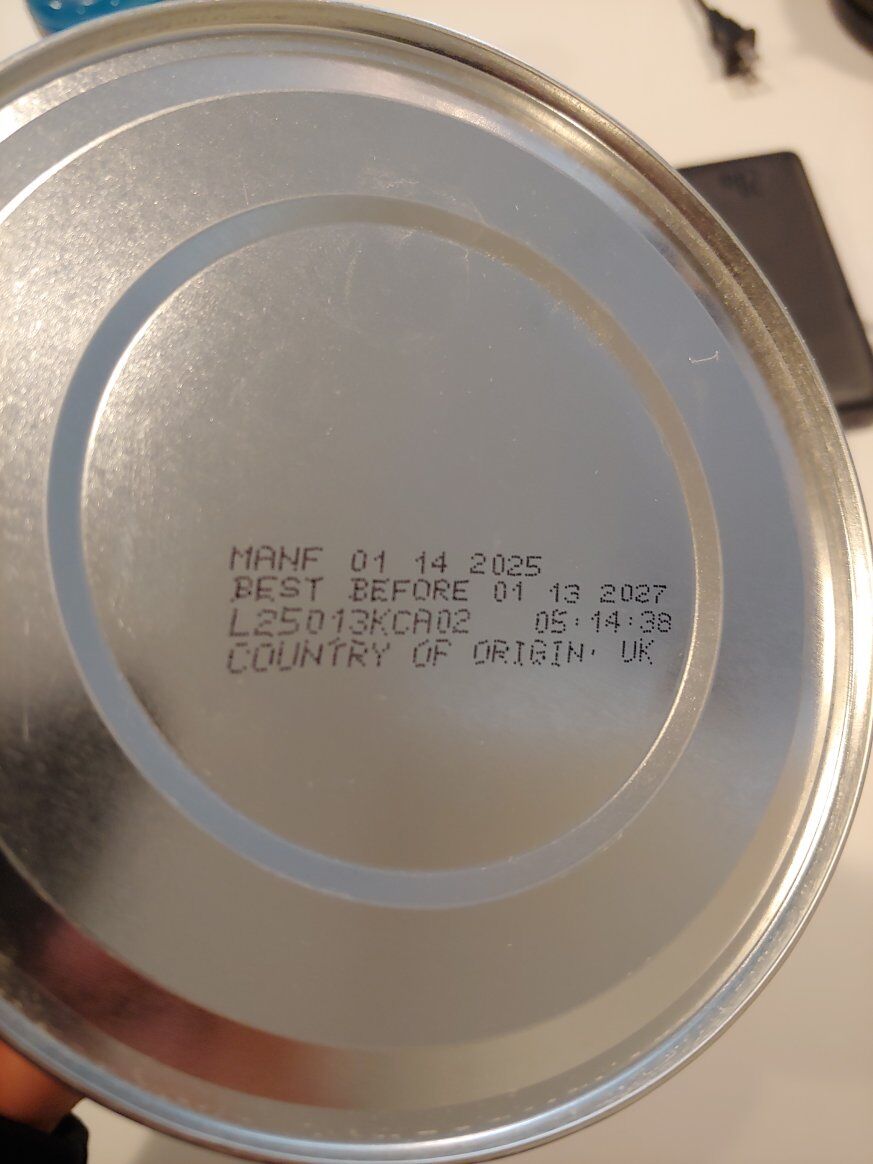 MANF 01 14 2025
BEST BEFORE 01 13 2027
L25013KCA02 05:14:38
COUNTRY OF ORIGIN: UK